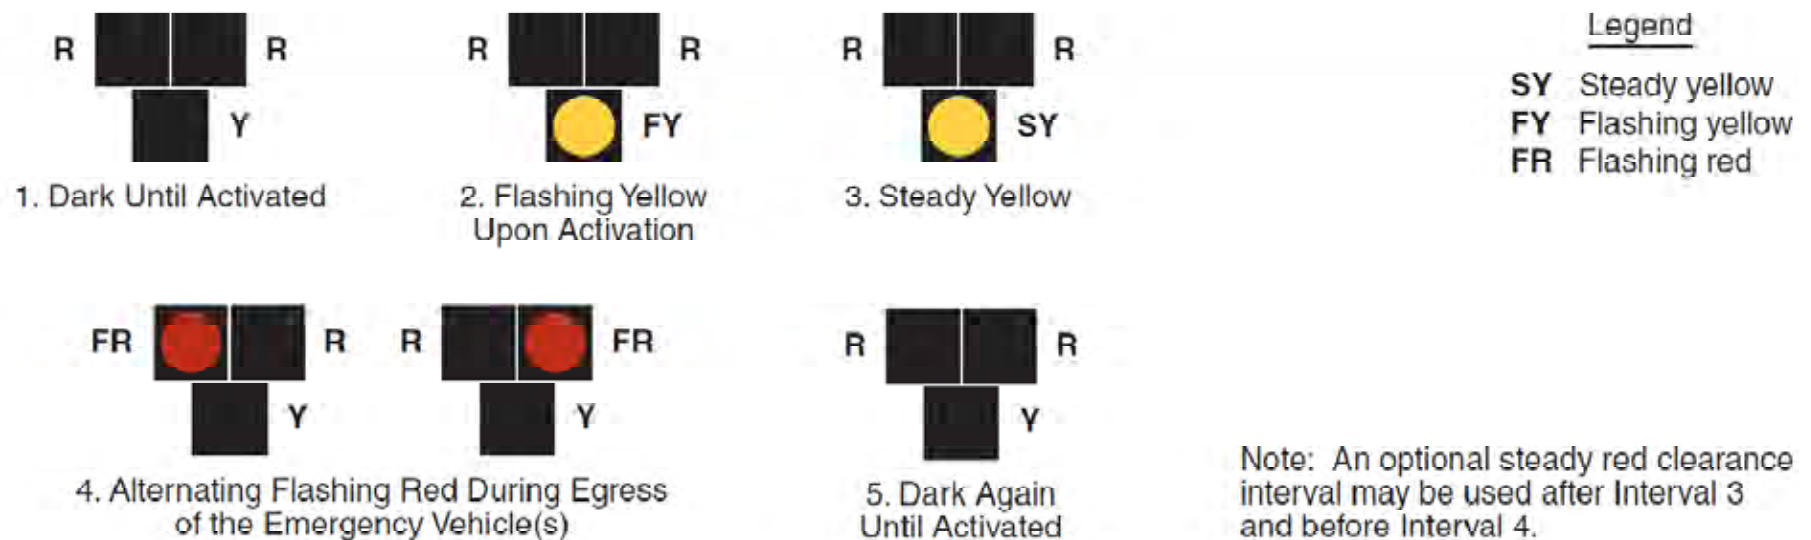 R R
Y
1. Dark Until Activated
R R
FY
2. Flashing Yellow
Upon Activation
R R
SY
3. Steady Yellow
Legend
SY Steady yellow
FY Flashing yellow
FR Flashing red
FR R
Y
R FR
Y
4. Alternating Flashing Red During Egress
of the Emergency Vehicle(s)
R R
Y
5. Dark Again
Until Activated
Note: An optional steady red clearance
interval may be used after Interval 3
and before Interval 4.